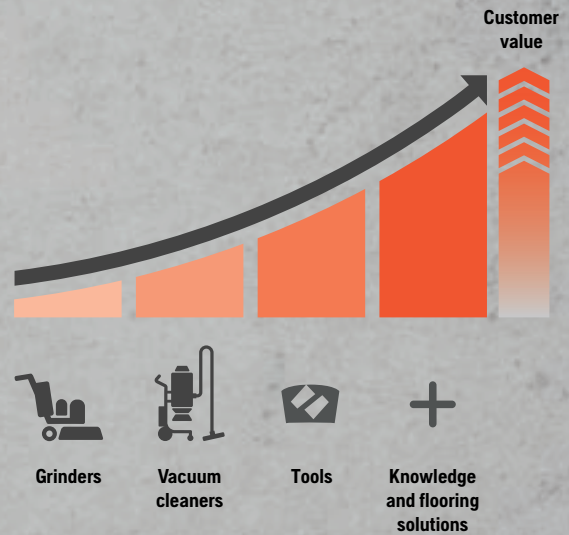 Customer
value
Grinders
Vacuum
cleaners
Tools
Knowledge
and flooring
solutions